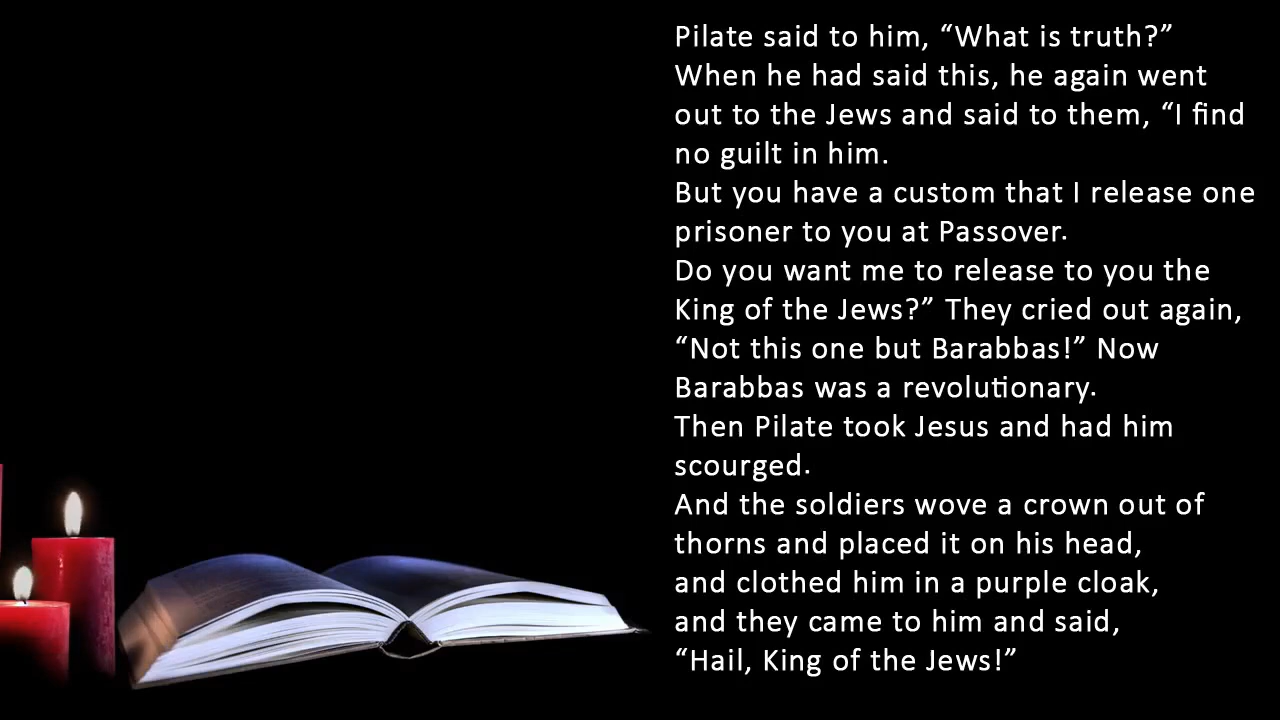 Pilate said to him, “What is truth?”
When he had said this, he again went
out to the Jews and said to them, “I find
no guilt in him.
But you have a custom that I release one
prisoner to you at Passover.
Do you want me to release to you the
King of the Jews?” They cried out again,
“Not this one but Barabbas!” Now
Barabbas was a revolutionary.
Then Pilate took Jesus and had him
scourged.
And the soldiers wove a crown out of
thorns and placed it on his head,
and clothed him in a purple cloak,
and they came to him and said,
“Hail, King of the Jews!”